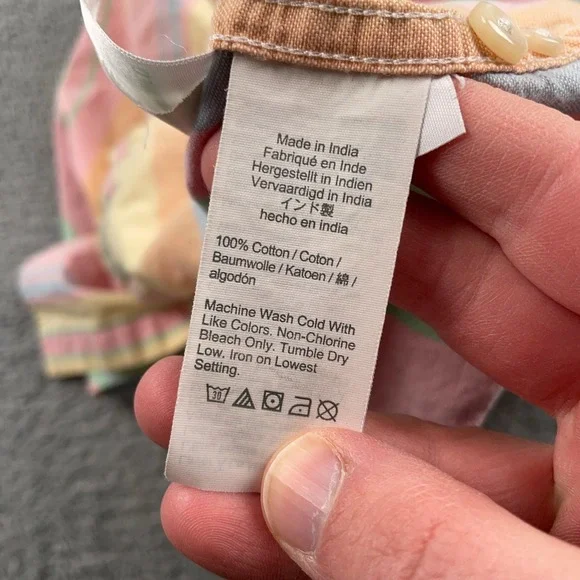 Made in India
Fabriqué en Inde
Hergestellt in Indien
Vervaardigd in India
インド製
hecho en india
100% Cotton / Coton /
Baumwolle / Katoen / 綿 /
algodón
Machine Wash Cold With
Like Colors. Non-Chlorine
Bleach Only. Tumble Dry
Low. Iron on Lowest
Setting.
30